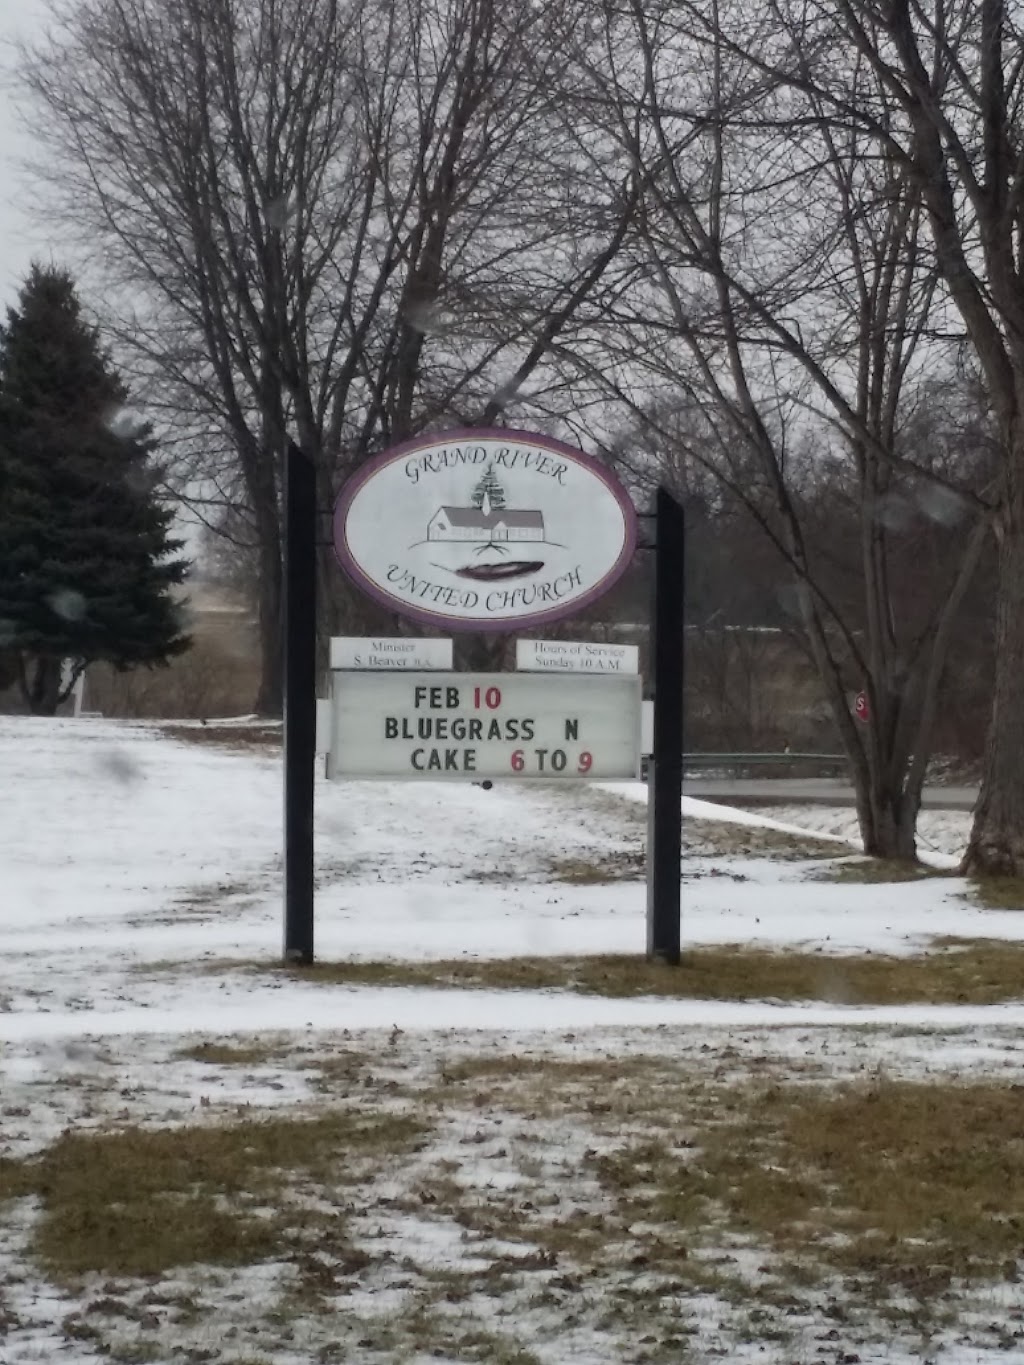 GRAND RIVER
UNITED CHURCH
Minister
S. Beaver
Hours of Service
Sunday 10 A.M.
FEB 10
BLUEGRASS N
CAKE 6 TO 9